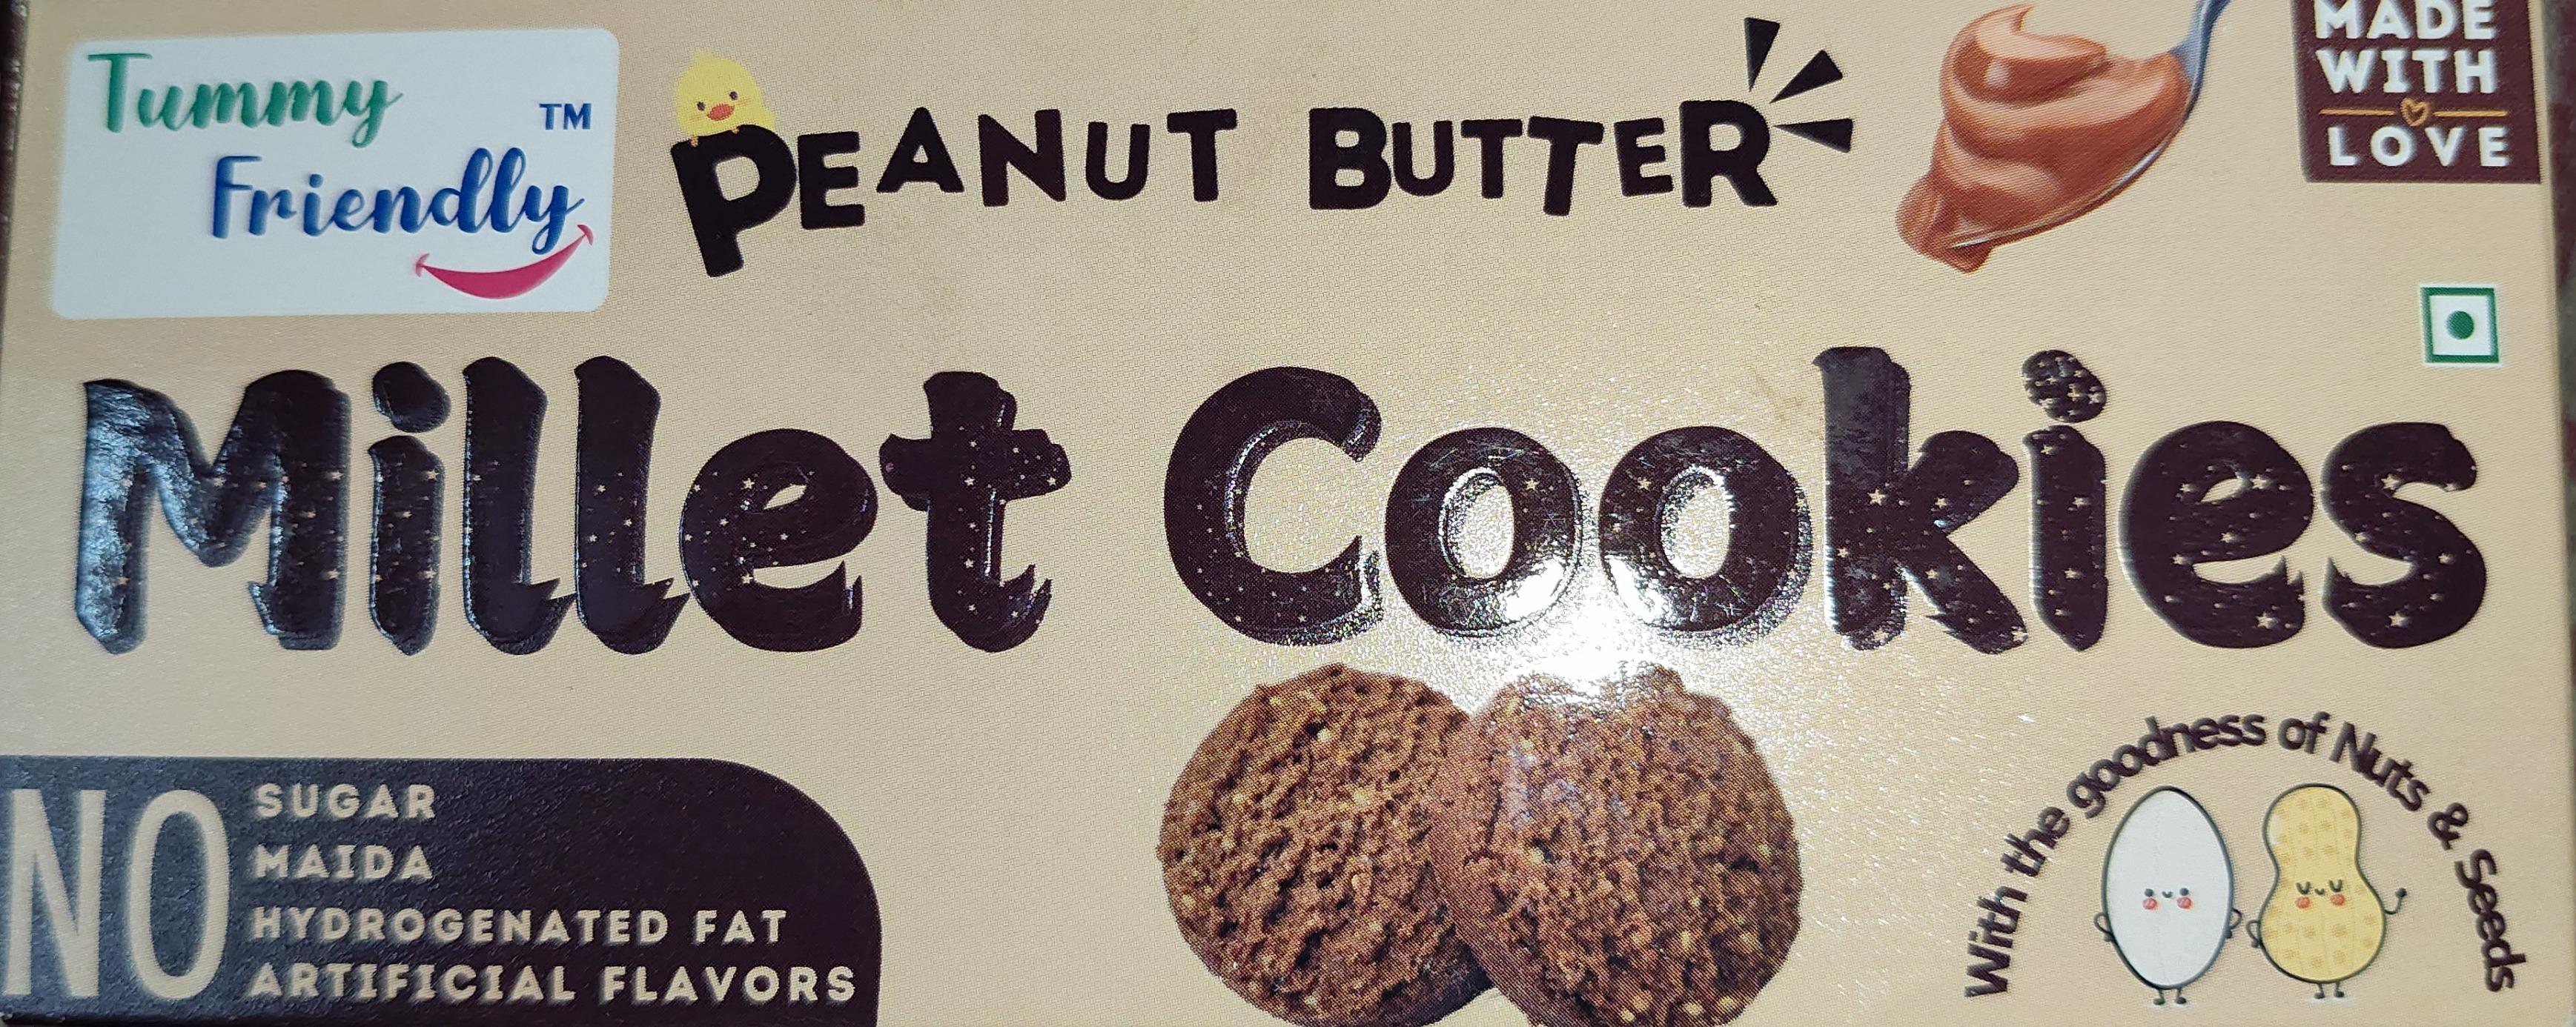 Tummy
Friendly
TM
PEANUT BUTTER
MADE
WITH
LOVE
Millet Cookies
NO
SUGAR
MAIDA
HYDROGENATED FAT
ARTIFICIAL FLAVORS
With the goodness of Nuts & Seeds